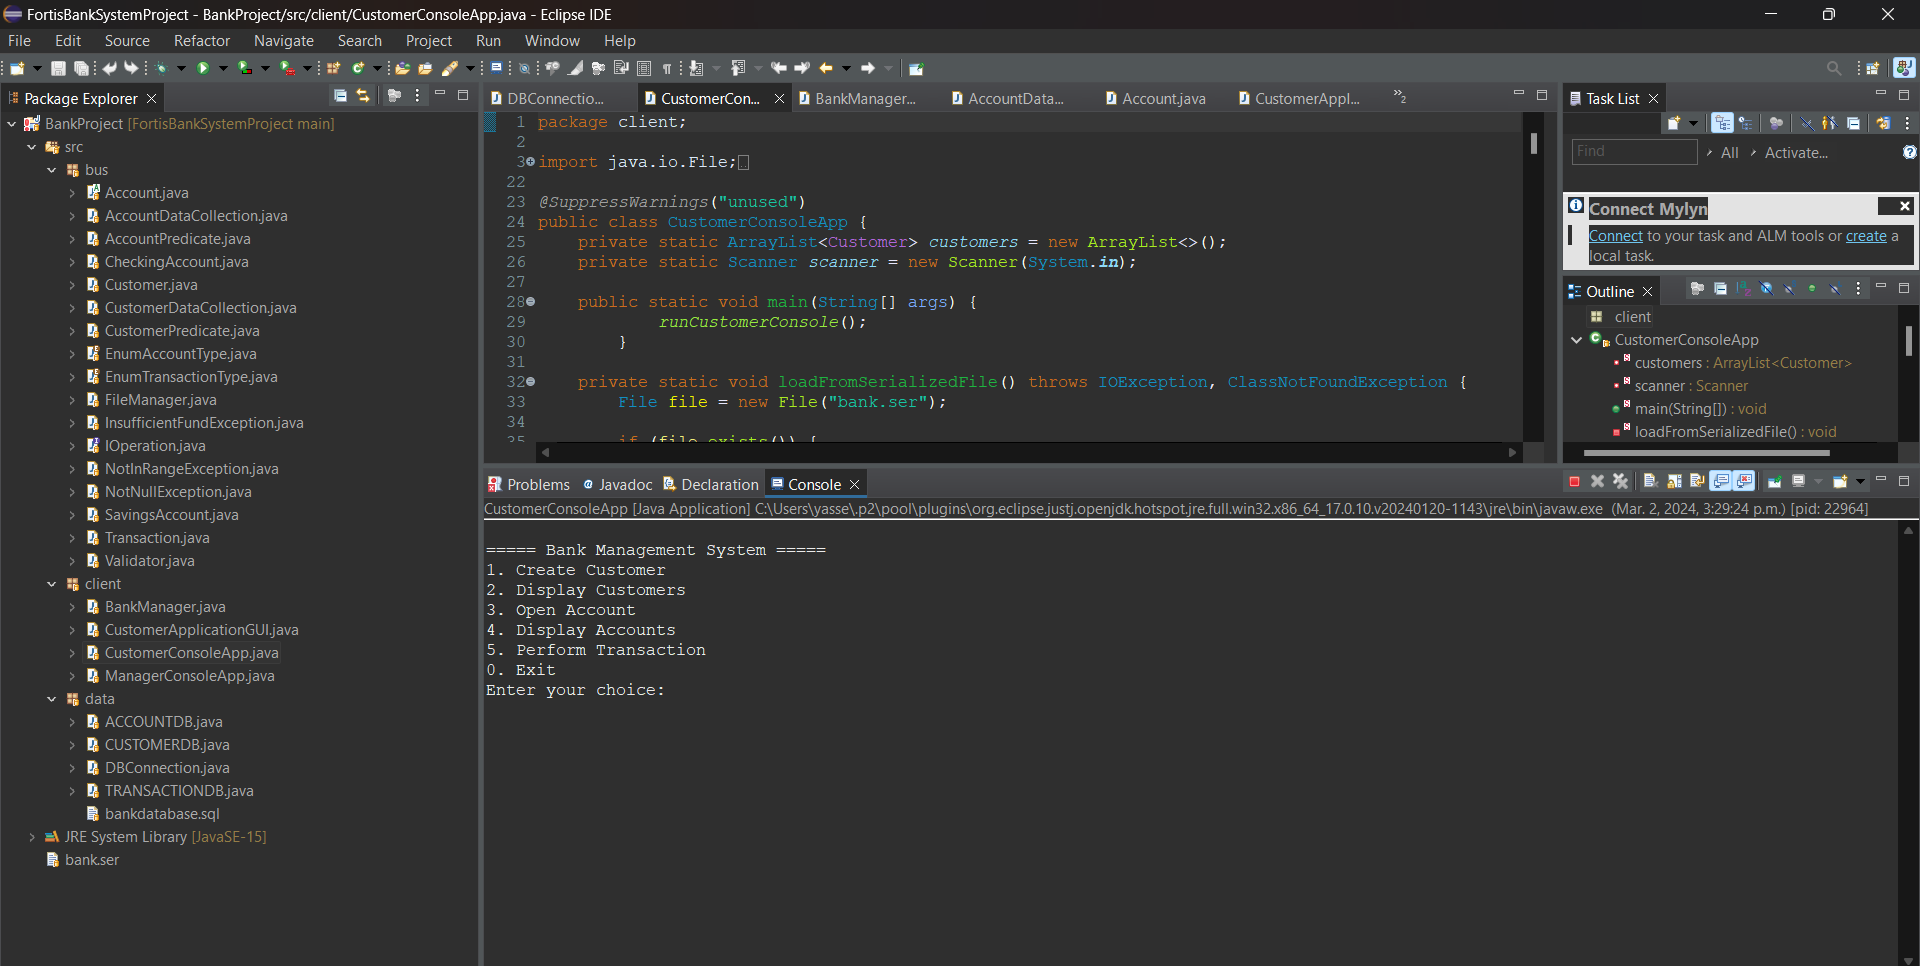 FortisBankSystemProject - BankProject/src/client/CustomerConsoleApp.java - Eclipse IDE
File Edit Source Refactor Navigate Search Project Run Window Help
Package Explorer
BankProject [FortisBankSystemProject main]
src
bus
Account.java
AccountDataCollection.java
AccountPredicate.java
CheckingAccount.java
Customer.java
CustomerDataCollection.java
CustomerPredicate.java
EnumAccountType.java
EnumTransactionType.java
FileManager.java
InsufficientFundException.java
IOperation.java
NotInRangeException.java
NotNullException.java
SavingsAccount.java
Transaction.java
Validator.java
client
BankManager.java
CustomerApplicationGUI.java
CustomerConsoleApp.java
ManagerConsoleApp.java
data
ACCOUNTDB.java
CUSTOMERDB.java
DBConnection.java
TRANSACTIONDB.java
bankdatabase.sql
JRE System Library [JavaSE-15]
bank.ser
DBConnectio... CustomerCon... BankManager... AccountData... Account.java CustomerAppl... »2
1 package client;
2
3 import java.io.File;
22
23 @SuppressWarnings("unused")
24 public class CustomerConsoleApp {
25 private static ArrayList<Customer> customers = new ArrayList<>();
26 private static Scanner scanner = new Scanner(System.in);
27
28 public static void main(String[] args) {
29 runCustomerConsole();
30 }
31
32 private static void loadFromSerializedFile() throws IOException, ClassNotFoundException {
33 File file = new File("bank.ser");
34
35 if (file.exists()) {
Problems Javadoc Declaration Console
CustomerConsoleApp [Java Application] C:\Users\yasse\.p2\pool\plugins\org.eclipse.justj.openjdk.hotspot.jre.full.win32.x86_64_17.0.10.v20240120-1143\jre\bin\javaw.exe (Mar. 2, 2024, 3:29:24 p.m.) [pid: 22964]
===== Bank Management System =====
1. Create Customer
2. Display Customers
3. Open Account
4. Display Accounts
5. Perform Transaction
0. Exit
Enter your choice:
Task List
Find All Activate...
Connect Mylyn
Connect to your task and ALM tools or create a
local task.
Outline
client
CustomerConsoleApp
customers : ArrayList<Customer>
scanner : Scanner
main(String[]) : void
loadFromSerializedFile() : void